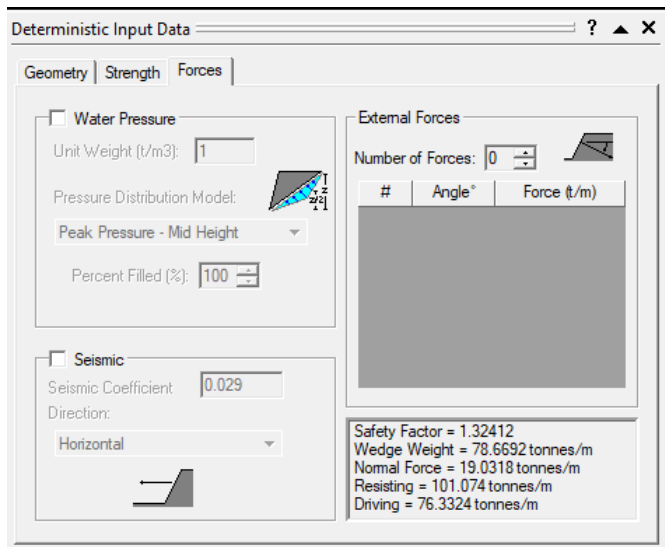 Deterministic Input Data ? ▲ ×
Geometry Strength Forces
Water Pressure
Unit Weight (t/m3): 1
Pressure Distribution Model:
z
z/2
Peak Pressure - Mid Height
Percent Filled (%): 100
Seismic
Seismic Coefficient 0.029
Direction:
Horizontal
External Forces
Number of Forces: 0
# Angle° Force (t/m)
Safety Factor = 1.32412
Wedge Weight = 78.6692 tonnes/m
Normal Force = 19.0318 tonnes/m
Resisting = 101.074 tonnes/m
Driving = 76.3324 tonnes/m